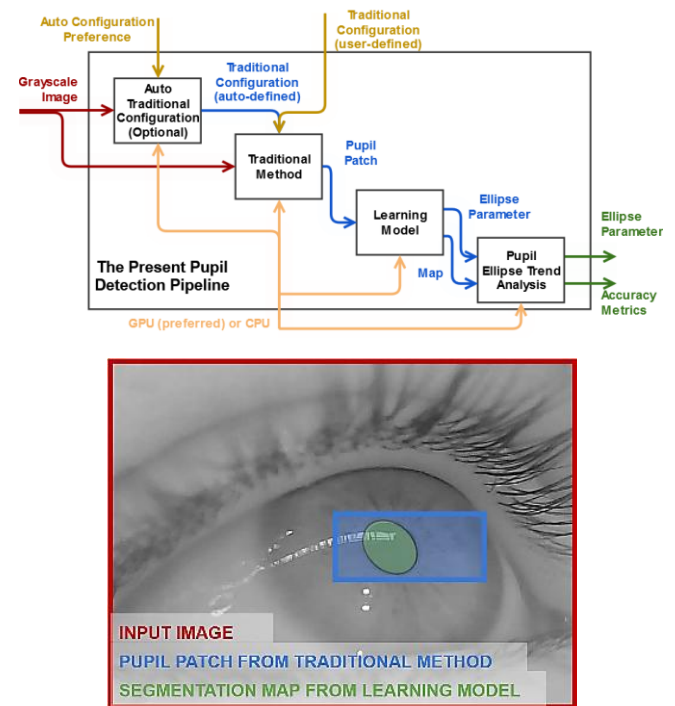 Auto Configuration
Preference
Traditional
Configuration
(user-defined)
Grayscale
Image
Auto
Traditional
Configuration
(Optional)
Traditional
Configuration
(auto-defined)
Traditional
Method
Pupil
Patch
Learning
Model
Ellipse
Parameter
Map
Pupil
Ellipse Trend
Analysis
Ellipse
Parameter
Accuracy
Metrics
The Present Pupil
Detection Pipeline
GPU (preferred) or CPU
INPUT IMAGE
PUPIL PATCH FROM TRADITIONAL METHOD
SEGMENTATION MAP FROM LEARNING MODEL